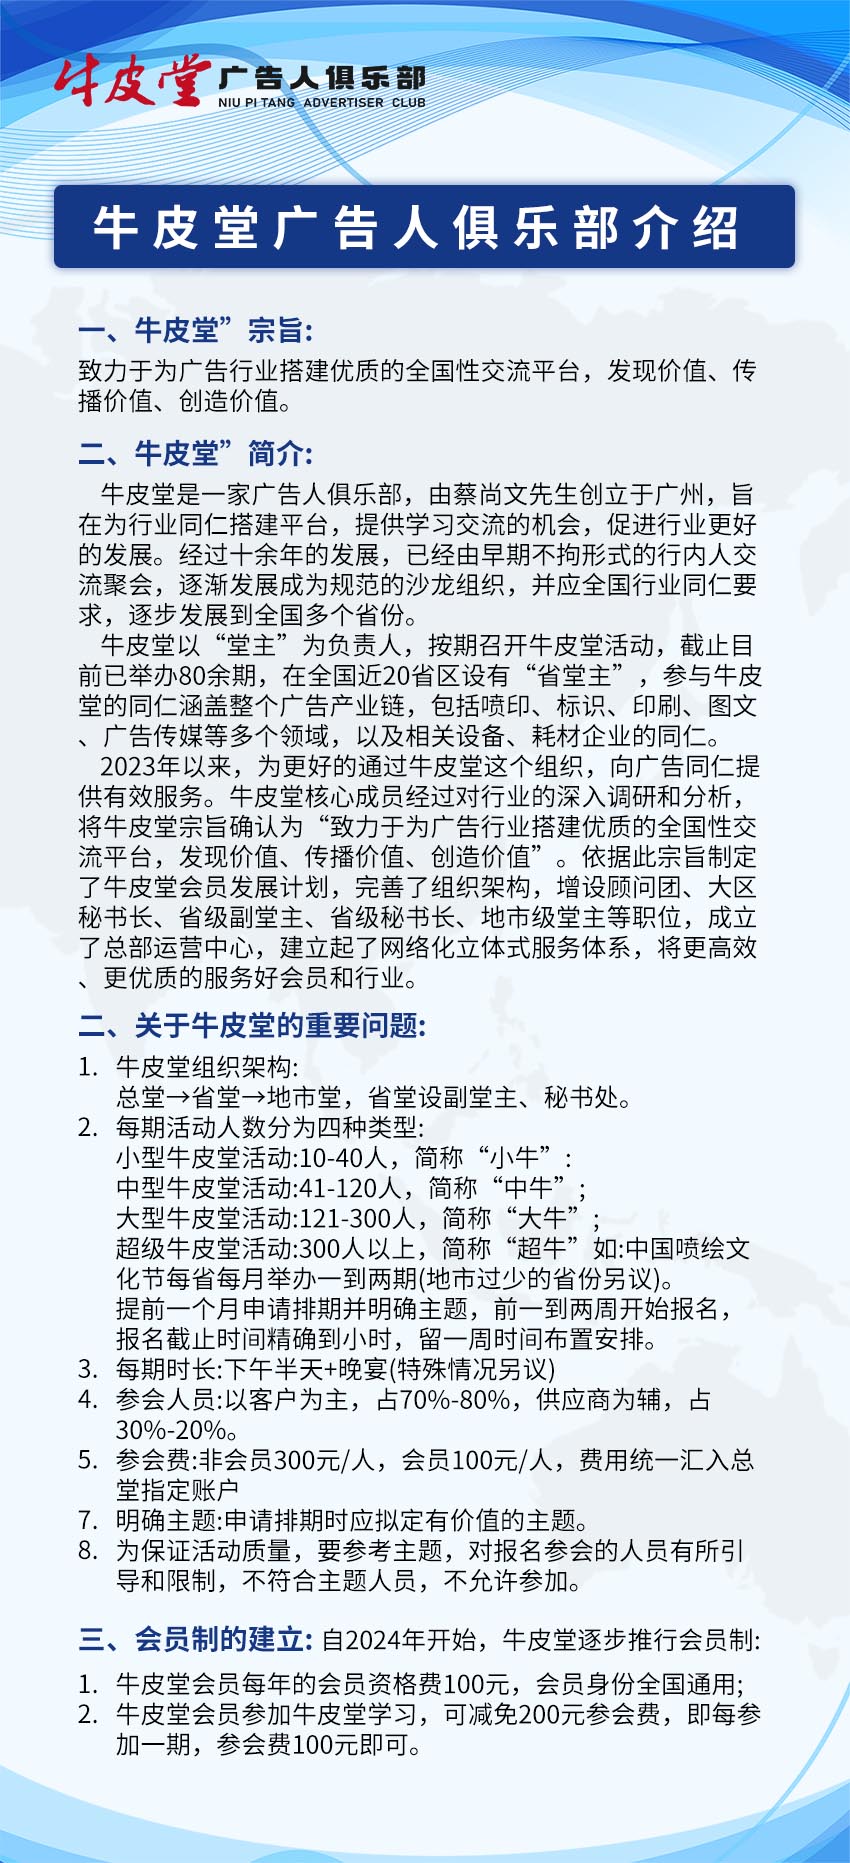 牛皮堂 广告人俱乐部
NIU PI TANG ADVERTISER CLUB
牛皮堂广告人俱乐部介绍
一、牛皮堂”宗旨:
致力于为广告行业搭建优质的全国性交流平台，发现价值、传
播价值、创造价值。
二、牛皮堂”简介:
牛皮堂是一家广告人俱乐部，由蔡尚文先生创立于广州，旨
在为行业同仁搭建平台，提供学习交流的机会，促进行业更好
的发展。经过十余年的发展，已经由早期不拘形式的行内人交
流聚会，逐渐发展成为规范的沙龙组织，并应全国行业同仁要
求，逐步发展到全国多个省份。
牛皮堂以“堂主”为负责人，按期召开牛皮堂活动，截止目
前已举办80余期，在全国近20省区设有“省堂主”，参与牛皮
堂的同仁涵盖整个广告产业链，包括喷印、标识、印刷、图文
、广告传媒等多个领域，以及相关设备、耗材企业的同仁。
2023年以来，为更好的通过牛皮堂这个组织，向广告同仁提
供有效服务。牛皮堂核心成员经过对行业的深入调研和分析，
将牛皮堂宗旨确认为“致力于为广告行业搭建优质的全国性交
流平台，发现价值、传播价值、创造价值”。依据此宗旨制定
了牛皮堂会员发展计划，完善了组织架构，增设顾问团、大区
秘书长、省级副堂主、省级秘书长、地市级堂主等职位，成立
了总部运营中心，建立起了网络化立体式服务体系，将更高效
、更优质的服务好会员和行业。
二、关于牛皮堂的重要问题:
1. 牛皮堂组织架构:
总堂→省堂→地市堂，省堂设副堂主、秘书处。
2. 每期活动人数分为四种类型:
小型牛皮堂活动:10-40人，简称“小牛”:
中型牛皮堂活动:41-120人，简称“中牛”;
大型牛皮堂活动:121-300人，简称“大牛”;
超级牛皮堂活动:300人以上，简称“超牛”如:中国喷绘文
化节每省每月举办一到两期(地市过少的省份另议)。
提前一个月申请排期并明确主题，前一到两周开始报名，
报名截止时间精确到小时，留一周时间布置安排。
3. 每期时长:下午半天+晚宴(特殊情况另议)
4. 参会人员:以客户为主，占70%-80%，供应商为辅，占
30%-20%。
5. 参会费:非会员300元/人，会员100元/人，费用统一汇入总
堂指定账户
7. 明确主题:申请排期时应拟定有价值的主题。
8. 为保证活动质量，要参考主题，对报名参会的人员有所引
导和限制，不符合主题人员，不允许参加。
三、会员制的建立: 自2024年开始，牛皮堂逐步推行会员制:
1. 牛皮堂会员每年的会员资格费100元，会员身份全国通用;
2. 牛皮堂会员参加牛皮堂学习，可减免200元参会费，即每参
加一期，参会费100元即可。